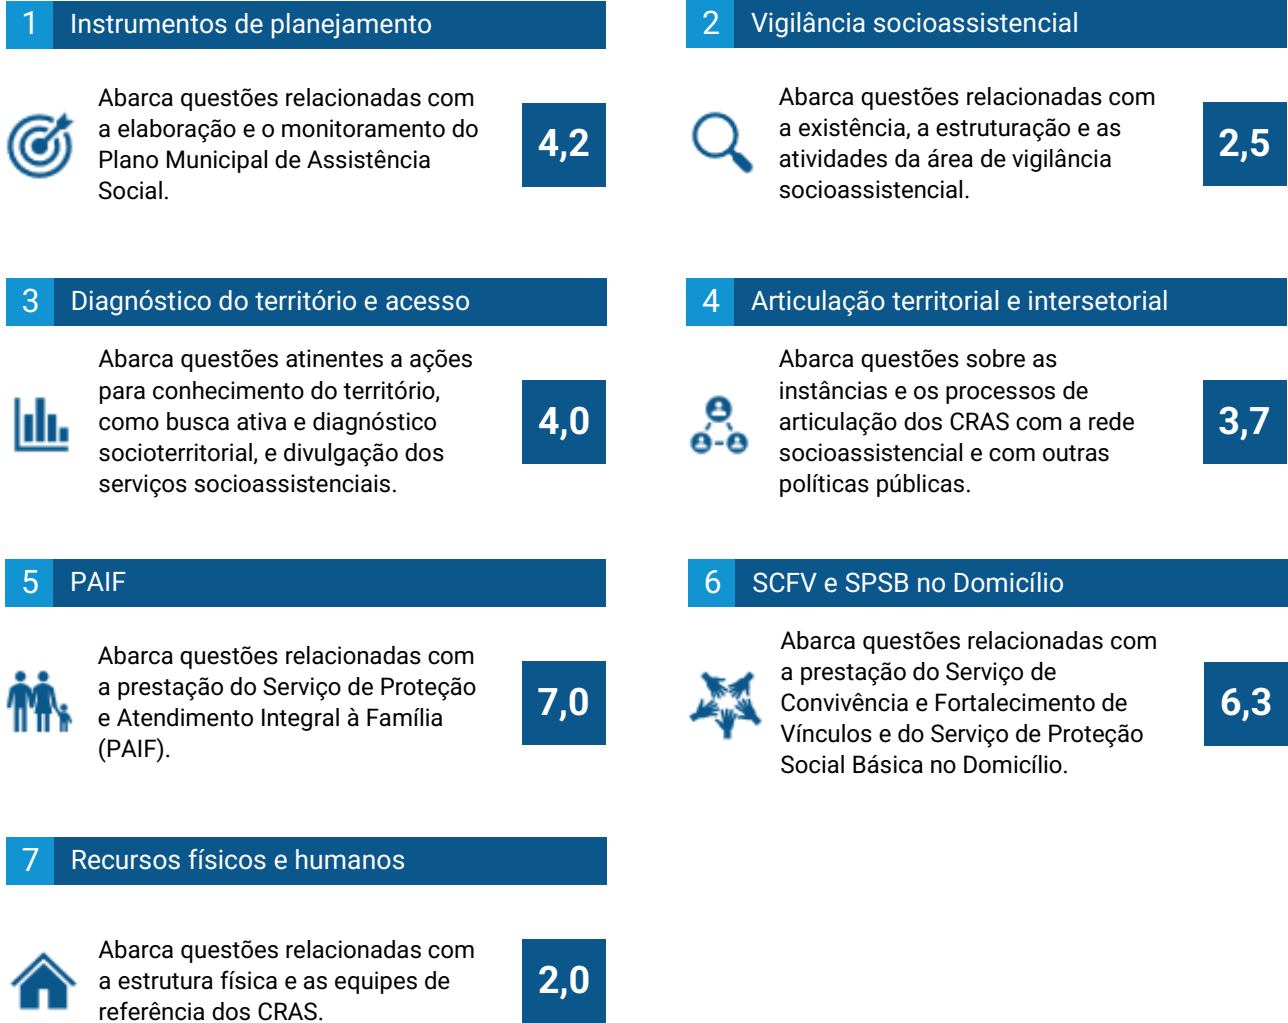 1 Instrumentos de planejamento
Abarca questões relacionadas com
a elaboração e o monitoramento do
Plano Municipal de Assistência
Social.
4,2
2 Vigilância socioassistencial
Abarca questões relacionadas com
a existência, a estruturação e as
atividades da área de vigilância
socioassistencial.
2,5
3 Diagnóstico do território e acesso
Abarca questões atinentes a ações
para conhecimento do território,
como busca ativa e diagnóstico
socioterritorial, e divulgação dos
serviços socioassistenciais.
4,0
4 Articulação territorial e intersetorial
Abarca questões sobre as
instâncias e os processos de
articulação dos CRAS com a rede
socioassistencial e com outras
políticas públicas.
3,7
5 PAIF
Abarca questões relacionadas com
a prestação do Serviço de Proteção
e Atendimento Integral à Família
(PAIF).
7,0
6 SCFV e SPSB no Domicílio
Abarca questões relacionadas com
a prestação do Serviço de
Convivência e Fortalecimento de
Vínculos e do Serviço de Proteção
Social Básica no Domicílio.
6,3
7 Recursos físicos e humanos
Abarca questões relacionadas com
a estrutura física e as equipes de
referência dos CRAS.
2,0